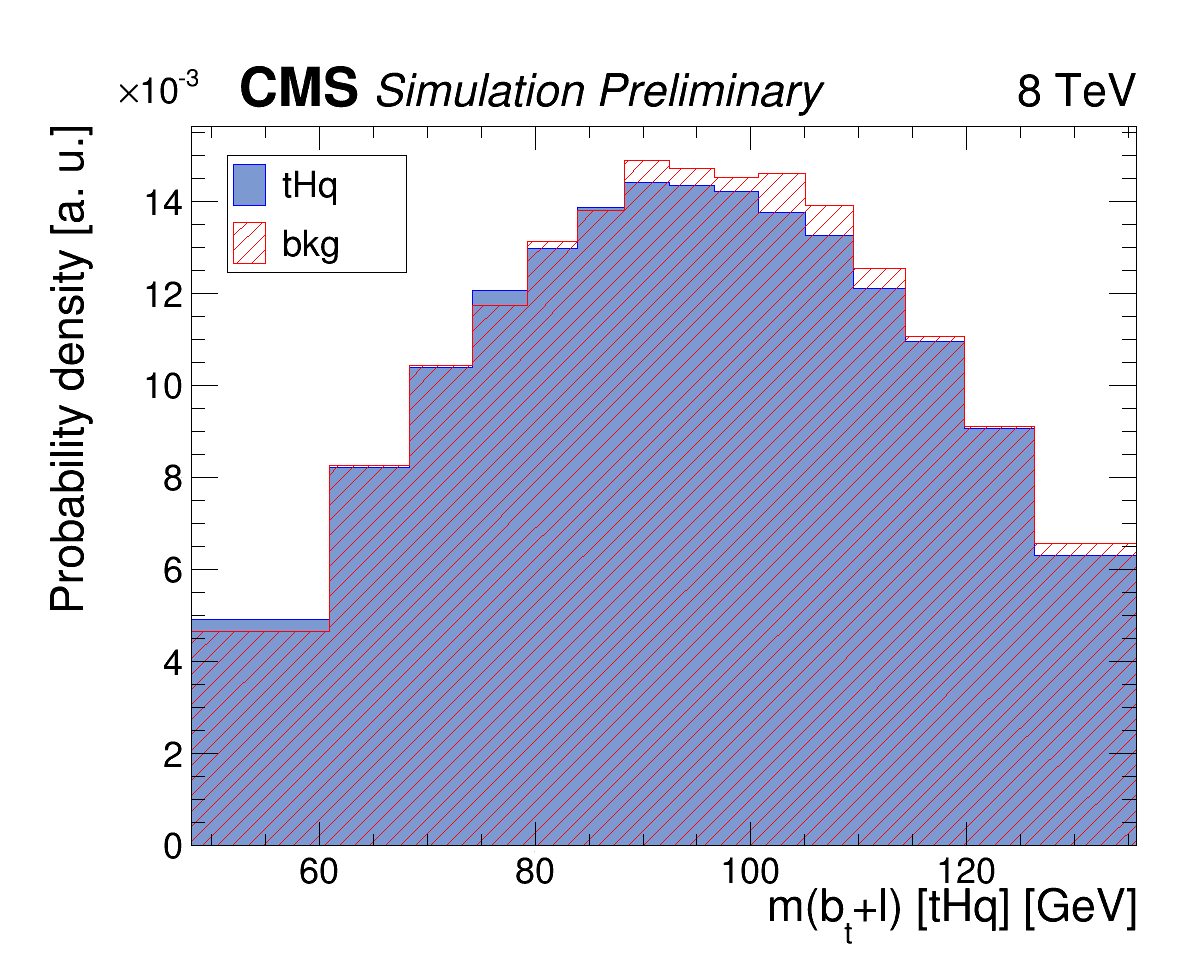 ×10⁻³ CMS Simulation Preliminary 8 TeV
Probability density [a. u.]
tHq
bkg
14
12
10
8
6
4
2
0
60 80 100 120
m(b_t+l) [tHq] [GeV]